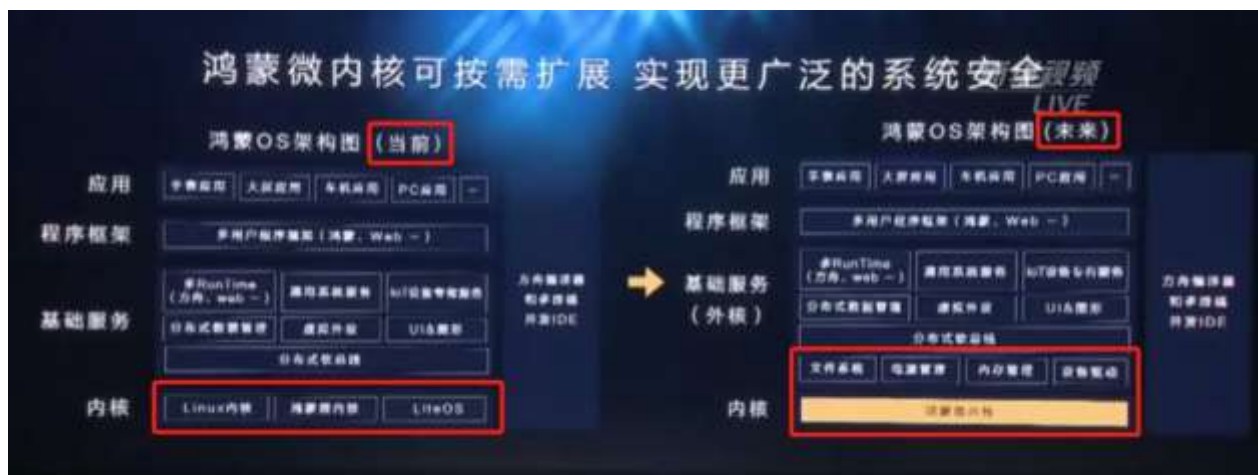 鸿蒙微内核可按需扩展 实现更广泛的系统安全
视频
LIVE
鸿蒙OS架构图(当前)
应用
手表应用 大屏应用 车机应用 PC应用
程序框架
多用户程序框架(鸿蒙、Web …)
基础服务
多RunTime
(方舟、web …)
通用系统服务
IoT设备专有服务
分布式数据管理 虚拟外设 UI&图形
分布式软总线
内核
Linux内核 鸿蒙微内核 LiteOS
方舟编译器
和多终端
开发IDE
鸿蒙OS架构图(未来)
应用
手表应用 大屏应用 车机应用 PC应用
程序框架
多用户程序框架(鸿蒙、Web …)
基础服务
(外核)
多RunTime
(方舟、web …)
通用系统服务
IoT设备专有服务
分布式数据管理 虚拟外设 UI&图形
分布式软总线
文件系统 电源管理 内存管理 设备驱动
内核
鸿蒙微内核
方舟编译器
和多终端
开发IDE